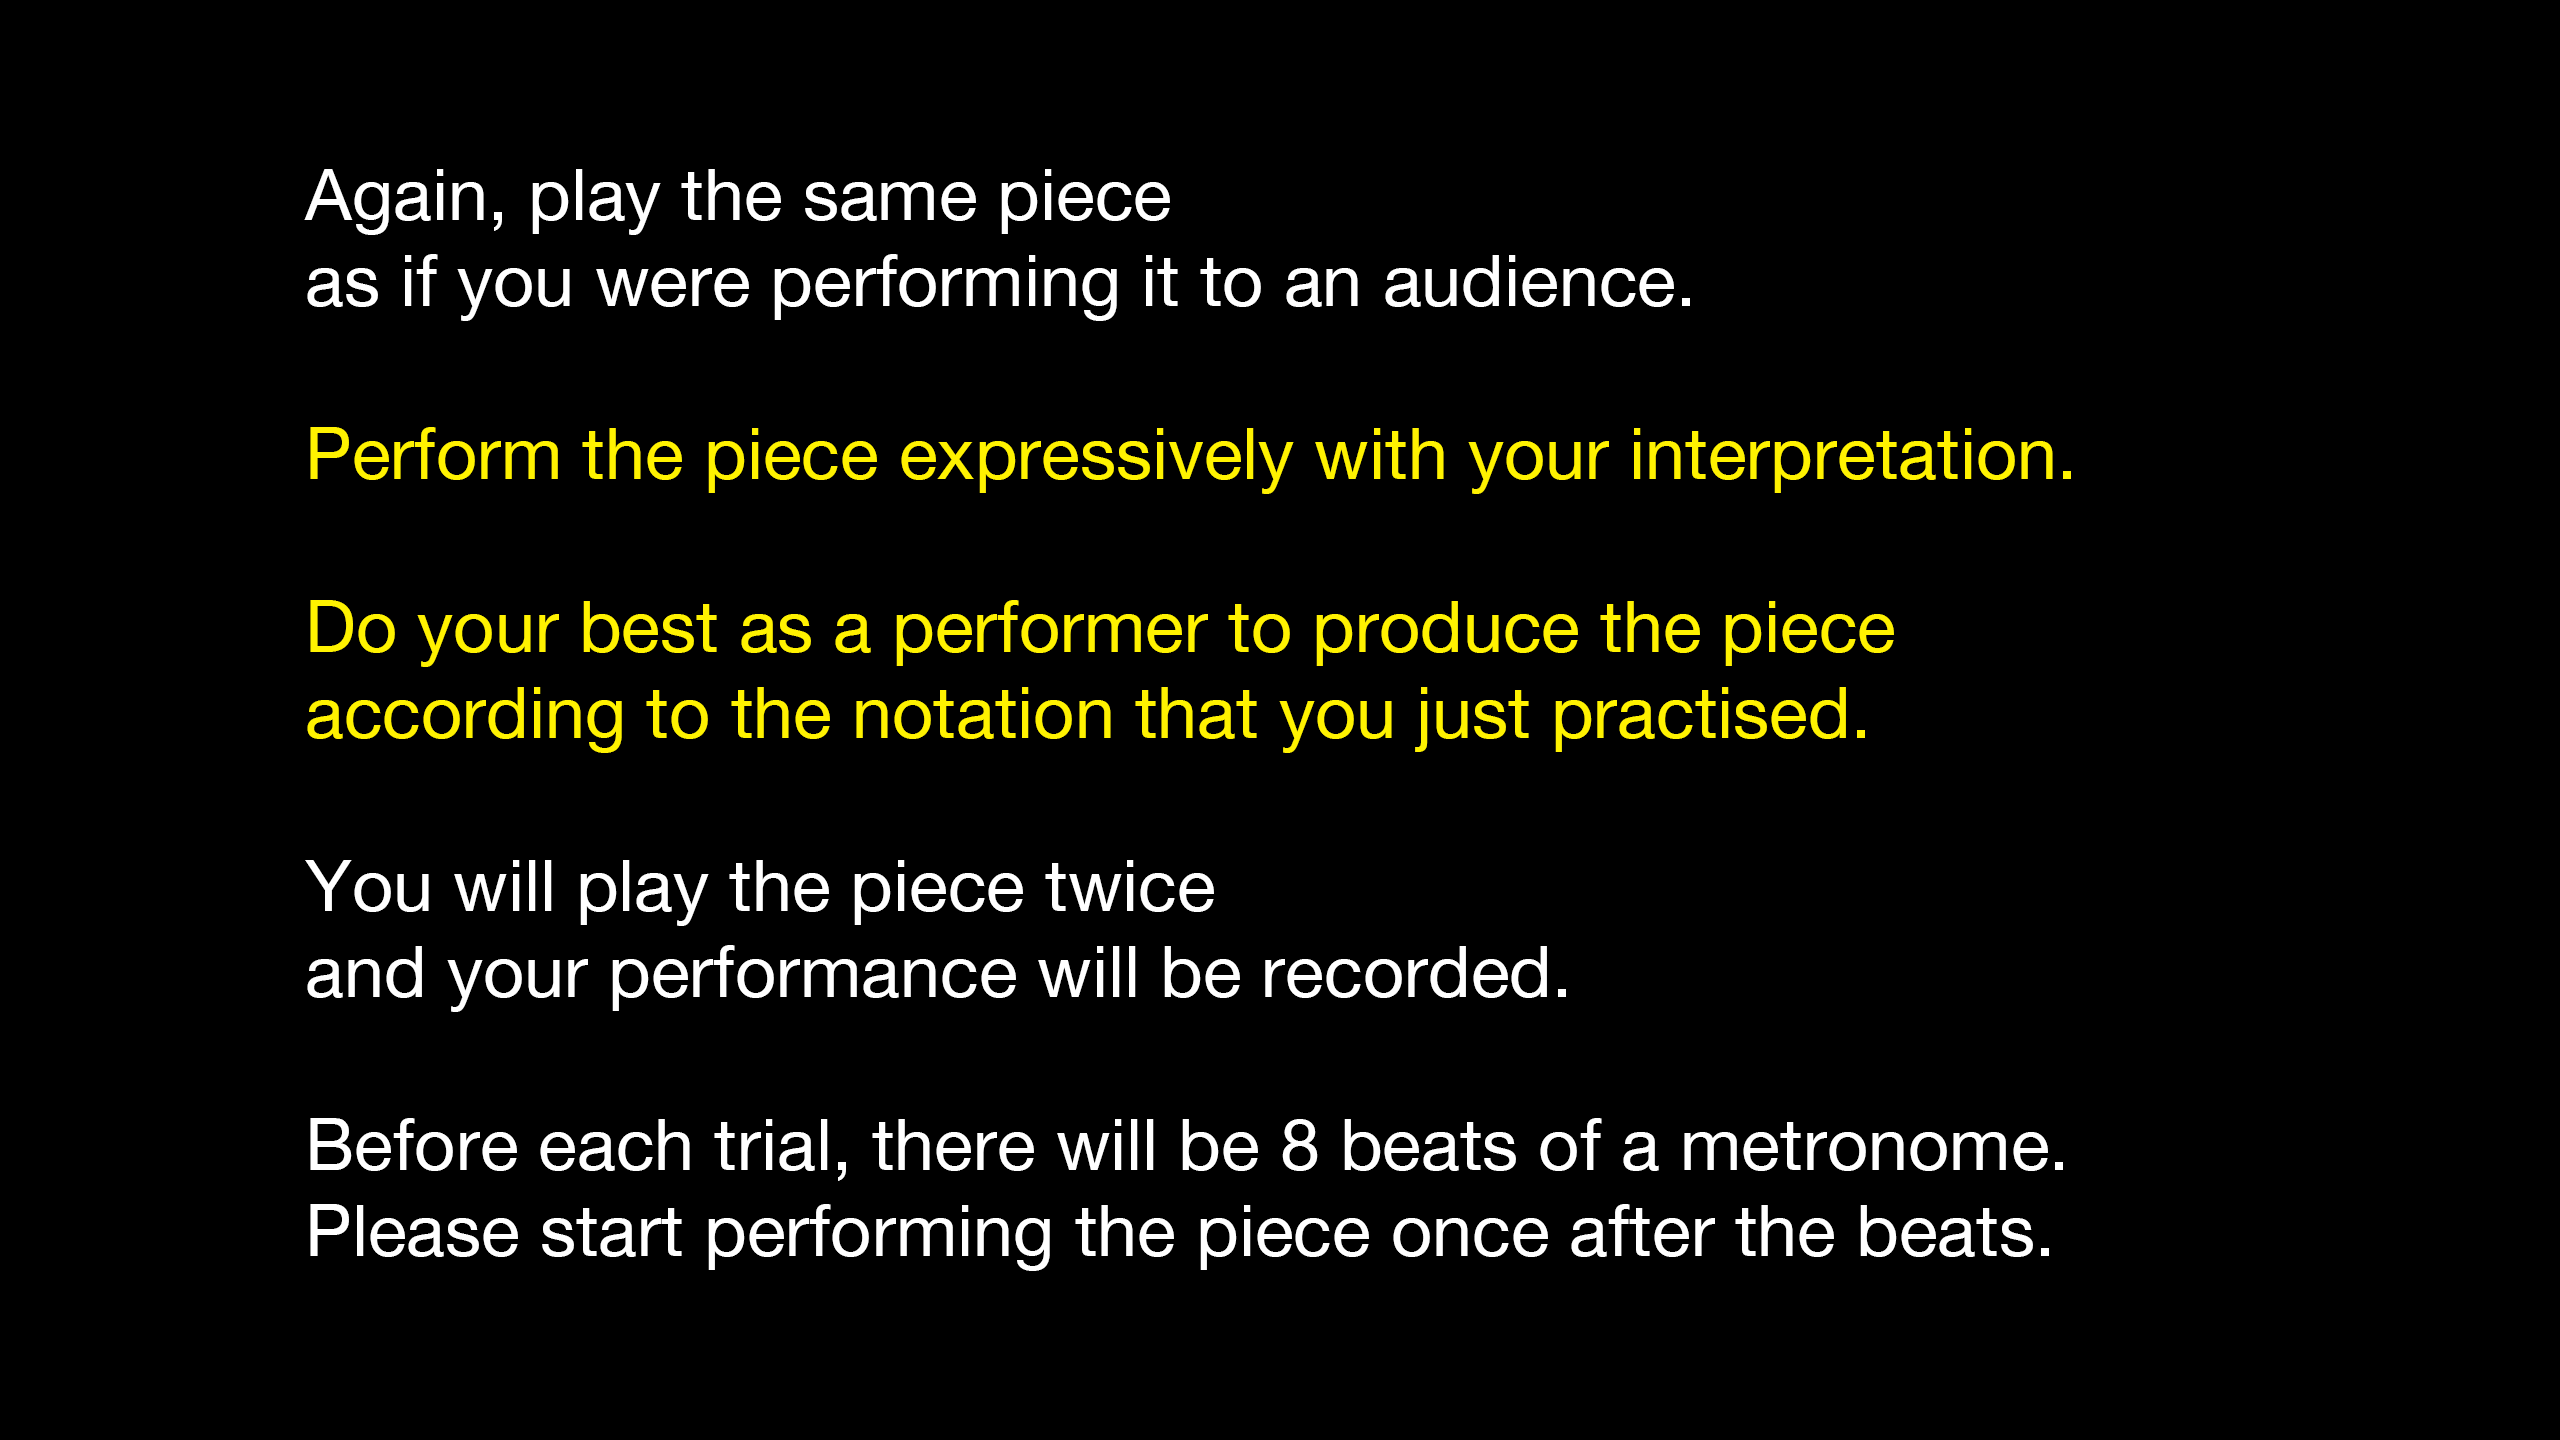 Again, play the same piece
as if you were performing it to an audience.
Perform the piece expressively with your interpretation.
Do your best as a performer to produce the piece
according to the notation that you just practised.
You will play the piece twice
and your performance will be recorded.
Before each trial, there will be 8 beats of a metronome.
Please start performing the piece once after the beats.